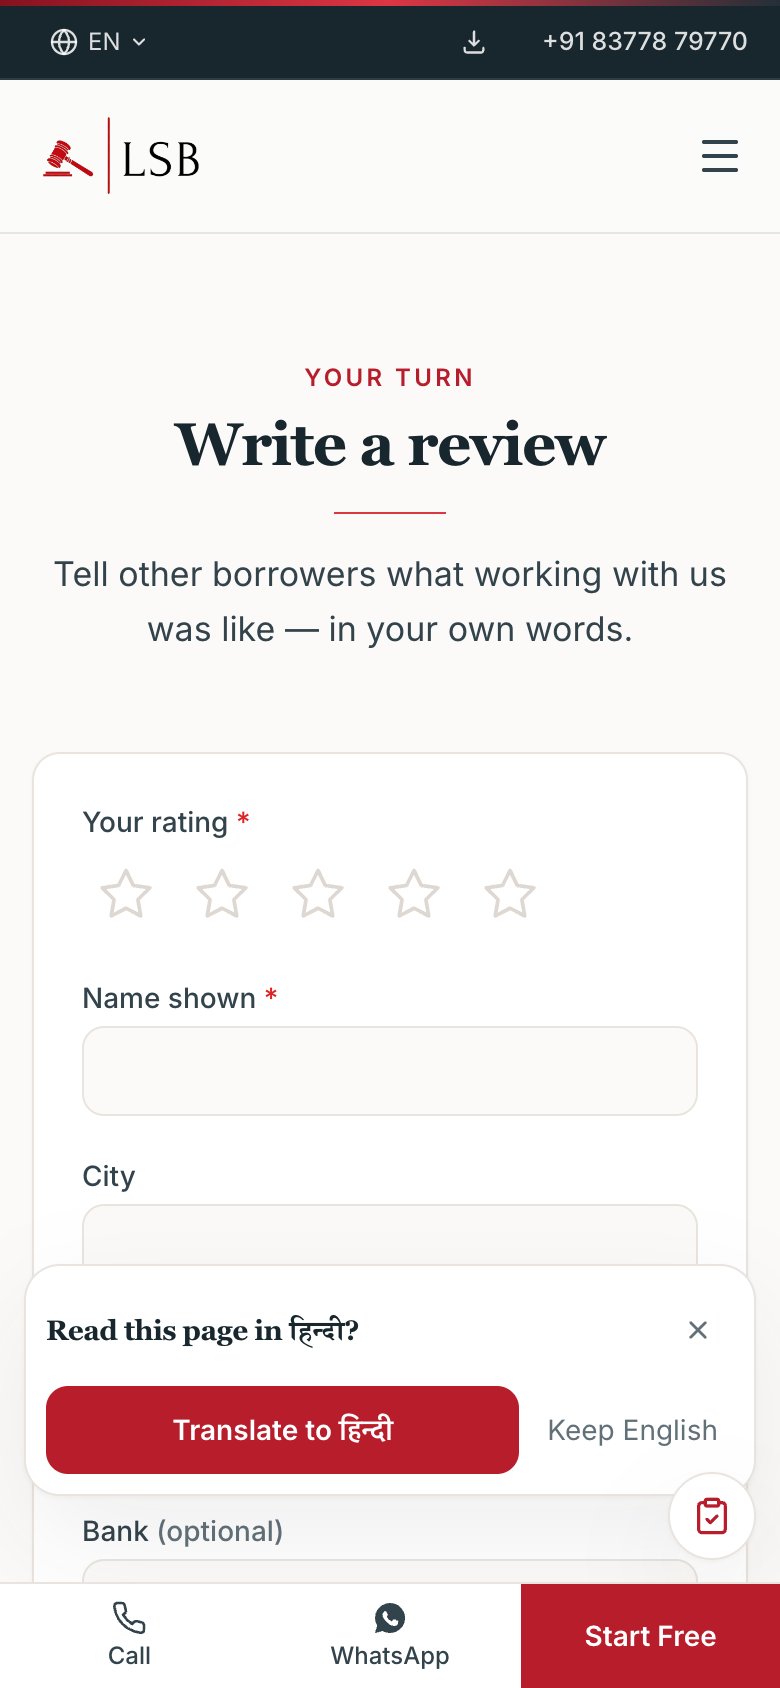 EN
+91 83778 79770
LSB
YOUR TURN
Write a review
Tell other borrowers what working with us
was like — in your own words.
Your rating *
Name shown *
City
Read this page in हिन्दी?
Translate to हिन्दी
Keep English
Bank (optional)
Call
WhatsApp
Start Free